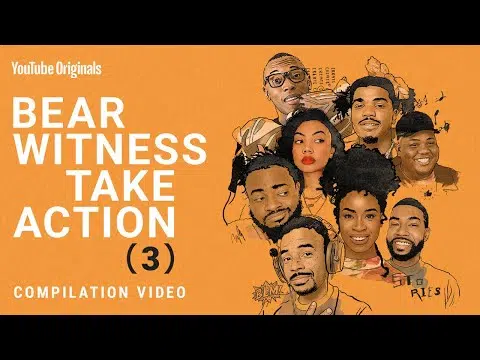 YouTube Originals
BEAR
WITNESS
TAKE
ACTION
(3)
COMPILATION VIDEO